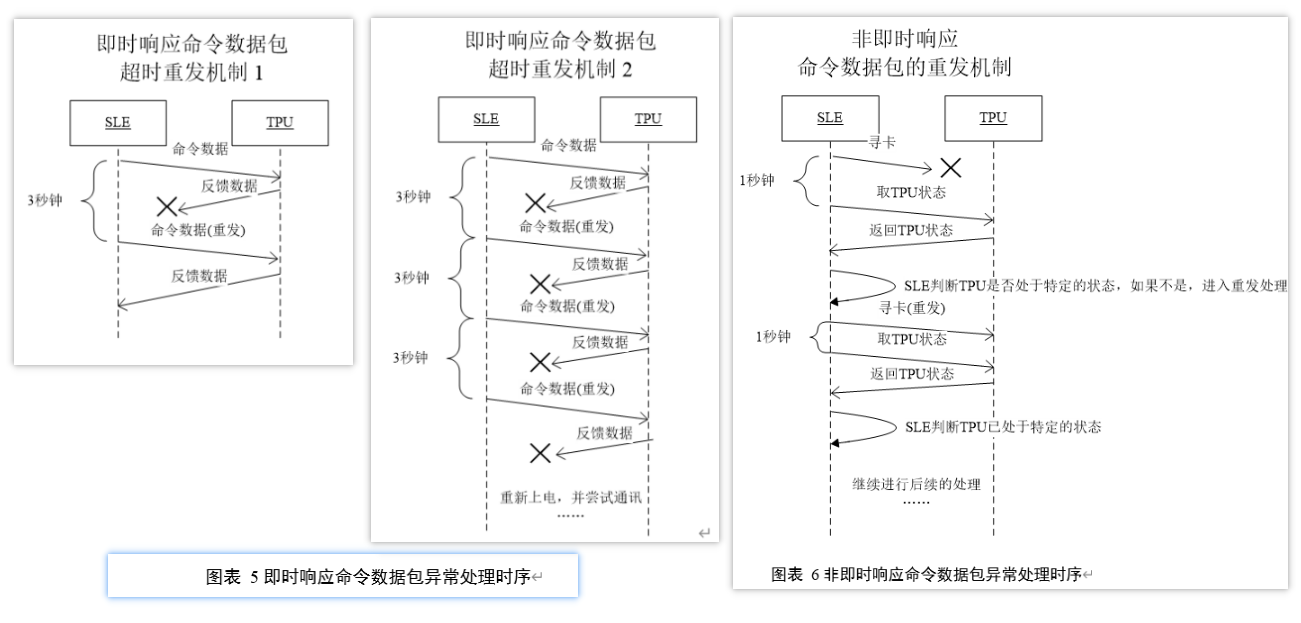 即时响应命令数据包
超时重发机制 1
SLE
TPU
命令数据
3秒钟
反馈数据
命令数据(重发)
反馈数据
即时响应命令数据包
超时重发机制 2
SLE
TPU
命令数据
3秒钟
反馈数据
命令数据(重发)
3秒钟
反馈数据
命令数据(重发)
3秒钟
反馈数据
命令数据(重发)
反馈数据
重新上电，并尝试通讯
……
图表 5 即时响应命令数据包异常处理时序
非即时响应
命令数据包的重发机制
SLE
TPU
寻卡
1秒钟
取TPU状态
返回TPU状态
SLE判断TPU是否处于特定的状态，如果不是，进入重发处理
寻卡(重发)
1秒钟
取TPU状态
返回TPU状态
SLE判断TPU已处于特定的状态
继续进行后续的处理
……
图表 6 非即时响应命令数据包异常处理时序